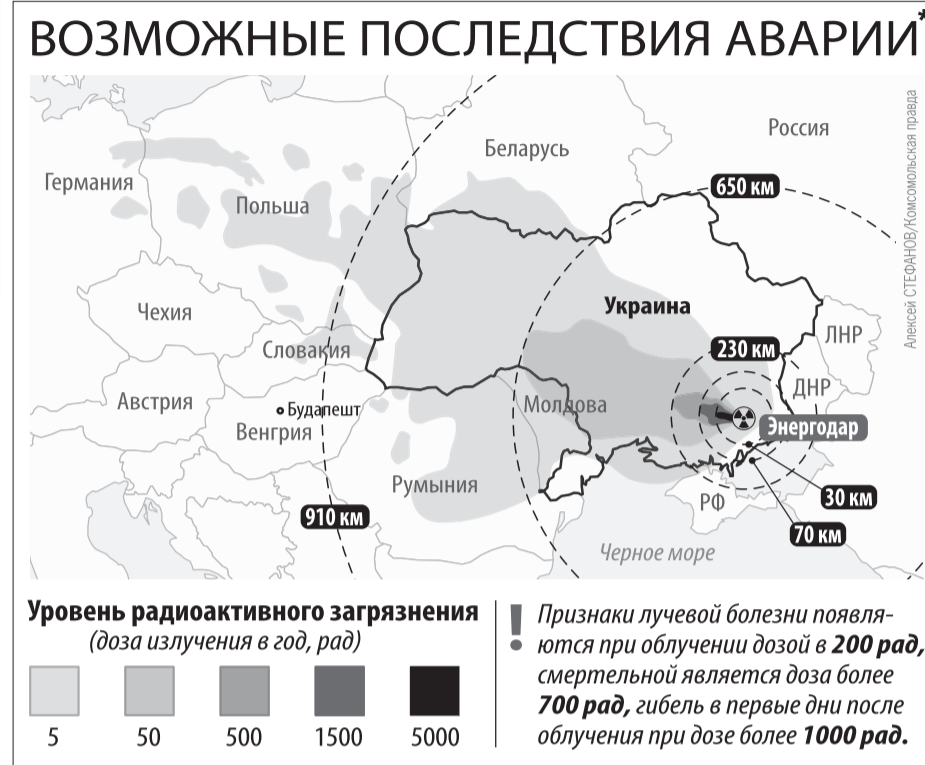 ВОЗМОЖНЫЕ ПОСЛЕДСТВИЯ АВАРИИ*
Россия
Беларусь
Германия
650 км
Польша
Алексей СТЕФАНОВ/Комсомольская правда
Украина
Чехия
ЛНР
230 км
Словакия
ДНР
Австрия
Молдова
Будапешт
Энергодар
Венгрия
Румыния
РФ
30 км
910 км
70 км
Черное море
Уровень радиоактивного загрязнения
(доза излучения в год, рад)
5
50
500
1500
5000
! Признаки лучевой болезни появля-
ются при облучении дозой в 200 рад,
смертельной является доза более
700 рад, гибель в первые дни после
облучения при дозе более 1000 рад.